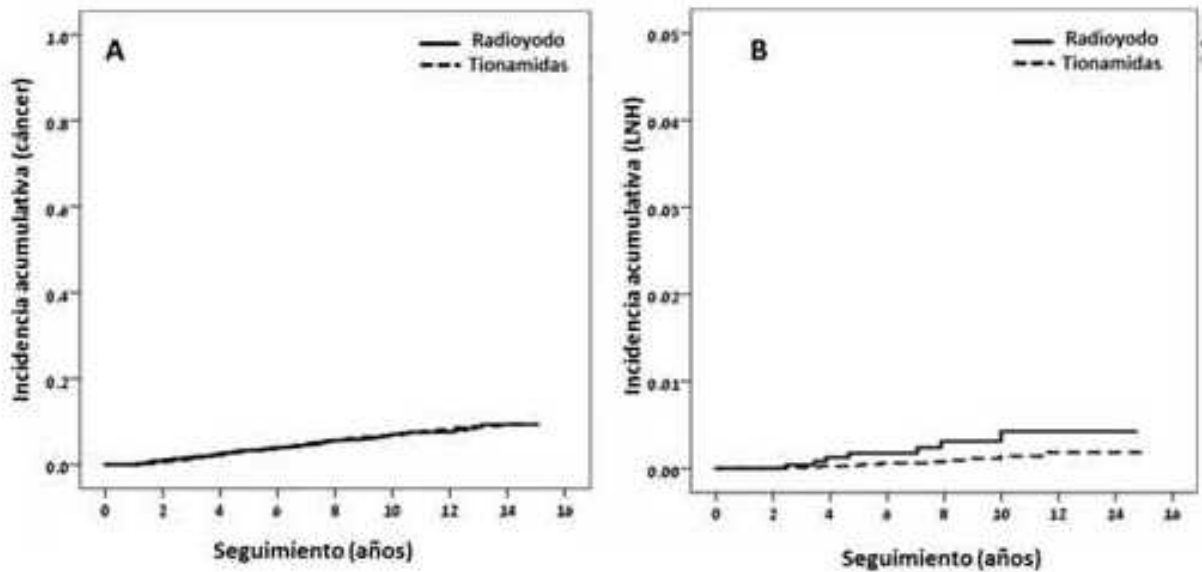 A
Radioyodo
Tionamidas
Incidencia acumulativa (cáncer)
1.0
0.8
0.6
0.4
0.2
0.0
0 2 4 6 8 10 12 14 16
Seguimiento (años)
B
Radioyodo
Tionamidas
Incidencia acumulativa (LNH)
0.05
0.04
0.03
0.02
0.01
0.00
0 2 4 6 8 10 12 14 16
Seguimiento (años)